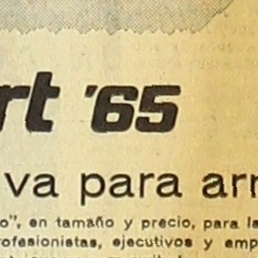 rt '65
va para arr
o", en tamaño y precio, para la
rofesionistas, ejecutivos y emp